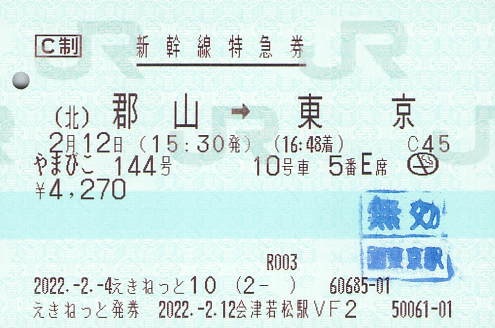 C制 新幹線特急券
(北) 郡山 → 東京
2月12日 (15:30発) (16:48着) C45
やまびこ 144号 10号車 5番E席
¥4,270
無効
東京駅
R003
2022.-2.-4えきねっと10 (2- ) 60685-01
えきねっと発券 2022.-2.12会津若松駅VF2 50061-01